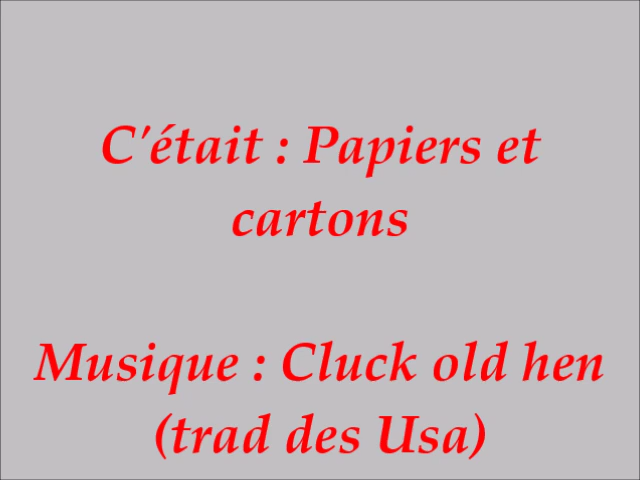 C'était : Papiers et
cartons
Musique : Cluck old hen
(trad des Usa)